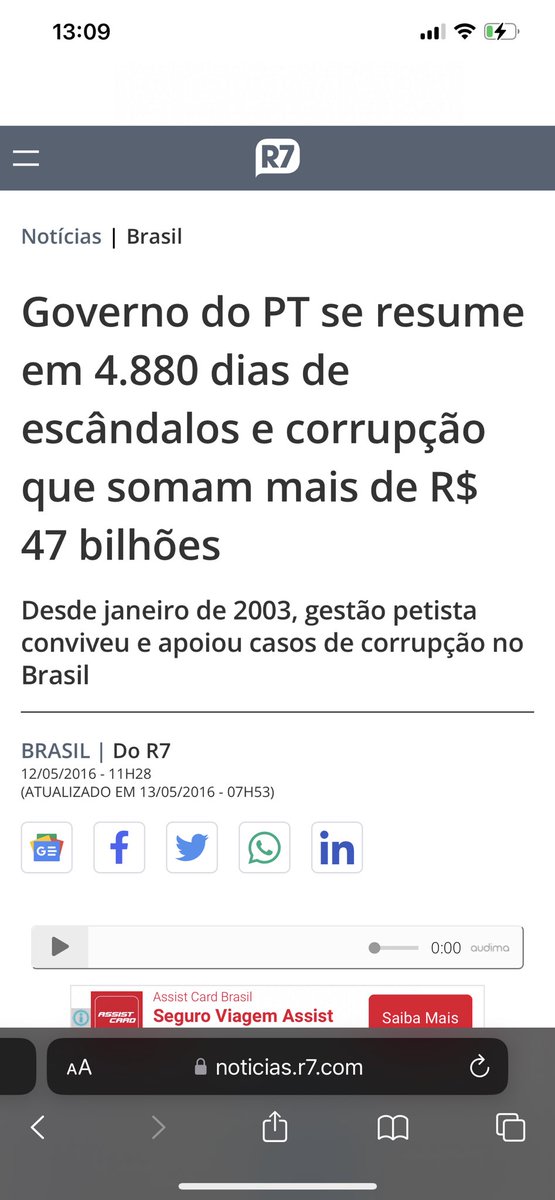 13:09
R7
Notícias | Brasil
Governo do PT se resume
em 4.880 dias de
escândalos e corrupção
que somam mais de R$
47 bilhões
Desde janeiro de 2003, gestão petista
conviveu e apoiou casos de corrupção no
Brasil
BRASIL | Do R7
12/05/2016 - 11H28
(ATUALIZADO EM 13/05/2016 - 07H53)
GE
f
in
0:00 audima
Assist Card Brasil
ASSIST CARD
Seguro Viagem Assist
Saiba Mais
AA noticias.r7.com